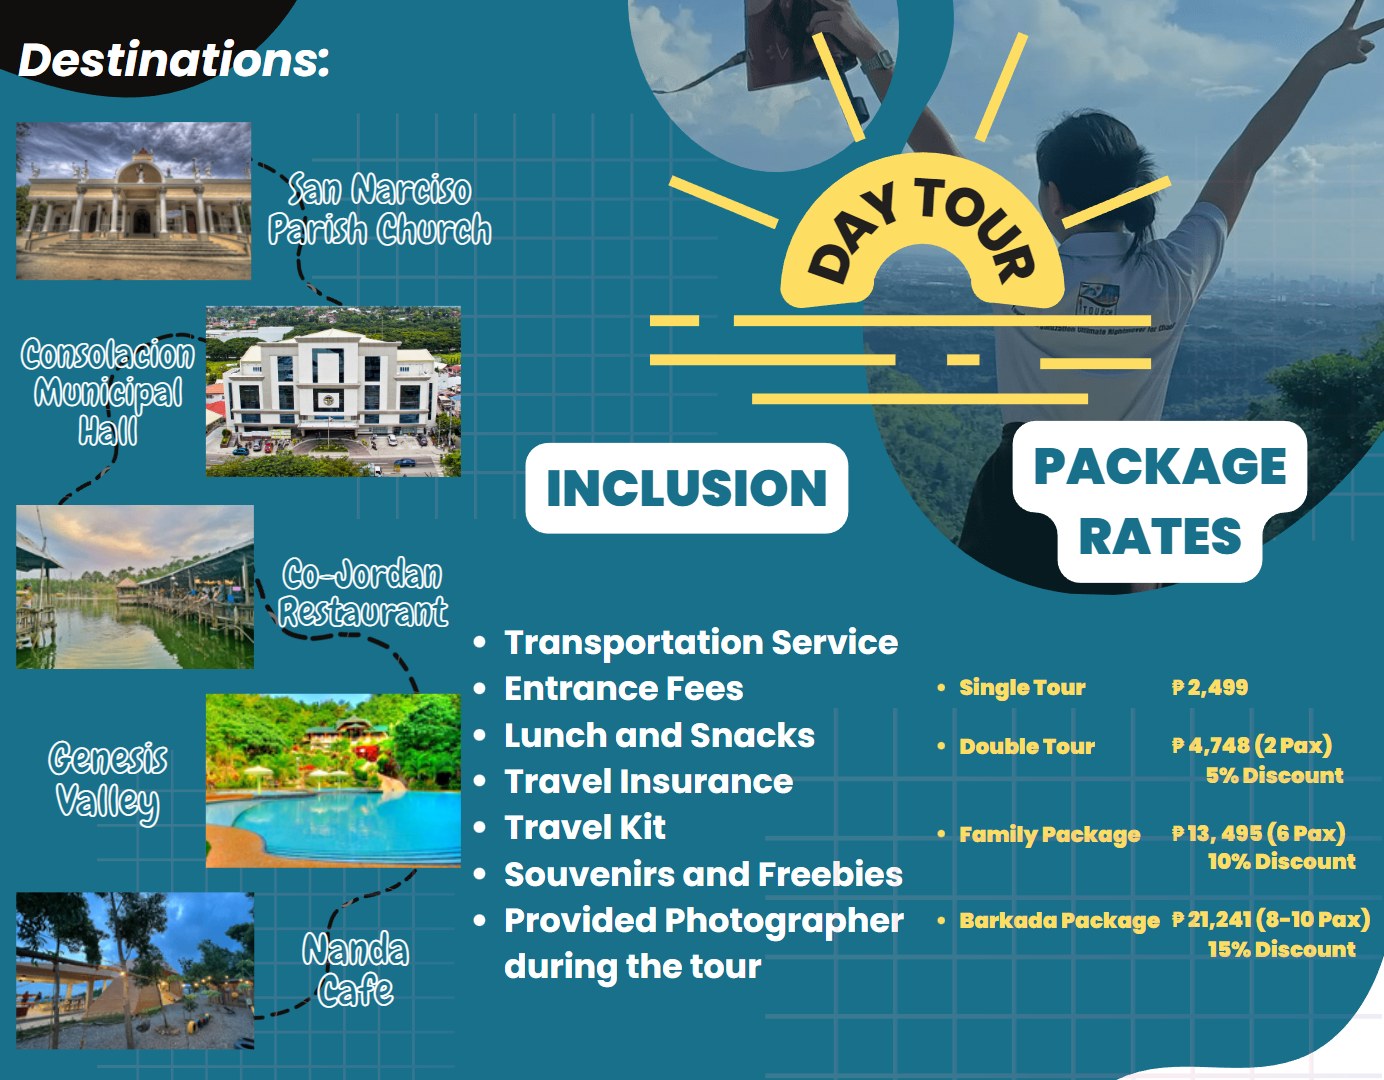 Destinations:
San Narciso
Parish Church
Consolacion
Municipal
Hall
Co-Jordan
Restaurant
Genesis
Valley
Nanda
Cafe
DAY TOUR
INCLUSION
• Transportation Service
• Entrance Fees
• Lunch and Snacks
• Travel Insurance
• Travel Kit
• Souvenirs and Freebies
• Provided Photographer
during the tour
PACKAGE
RATES
• Single Tour ₱ 2,499
• Double Tour ₱ 4,748 (2 Pax)
5% Discount
• Family Package ₱ 13, 495 (6 Pax)
10% Discount
• Barkada Package ₱ 21,241 (8-10 Pax)
15% Discount